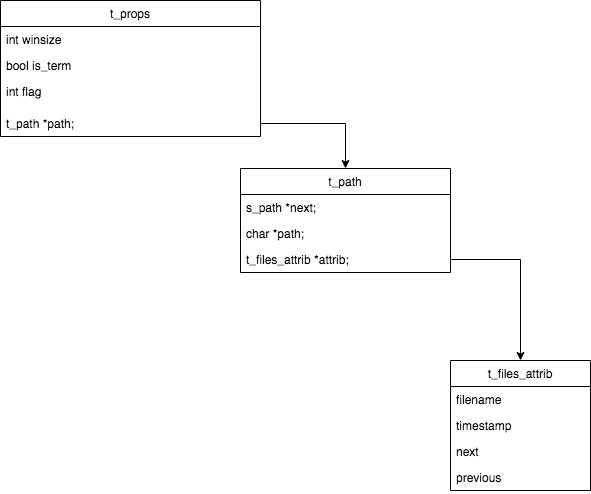 t_props
int winsize
bool is_term
int flag
t_path *path;
t_path
s_path *next;
char *path;
t_files_attrib *attrib;
t_files_attrib
filename
timestamp
next
previous